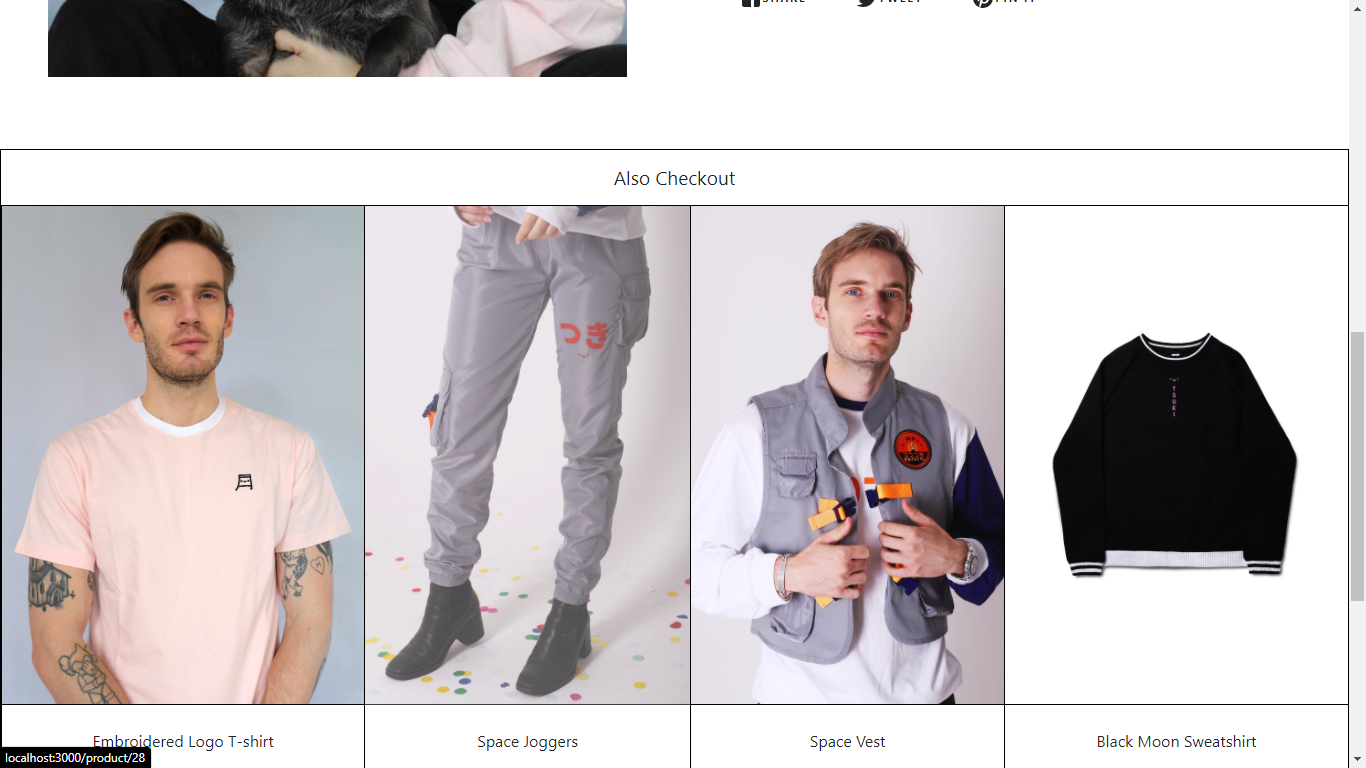 SHARE TWEET PIN IT
Also Checkout
つき
TSUKI
Embroidered Logo T-shirt
Space Joggers
Space Vest
Black Moon Sweatshirt
localhost:3000/product/28